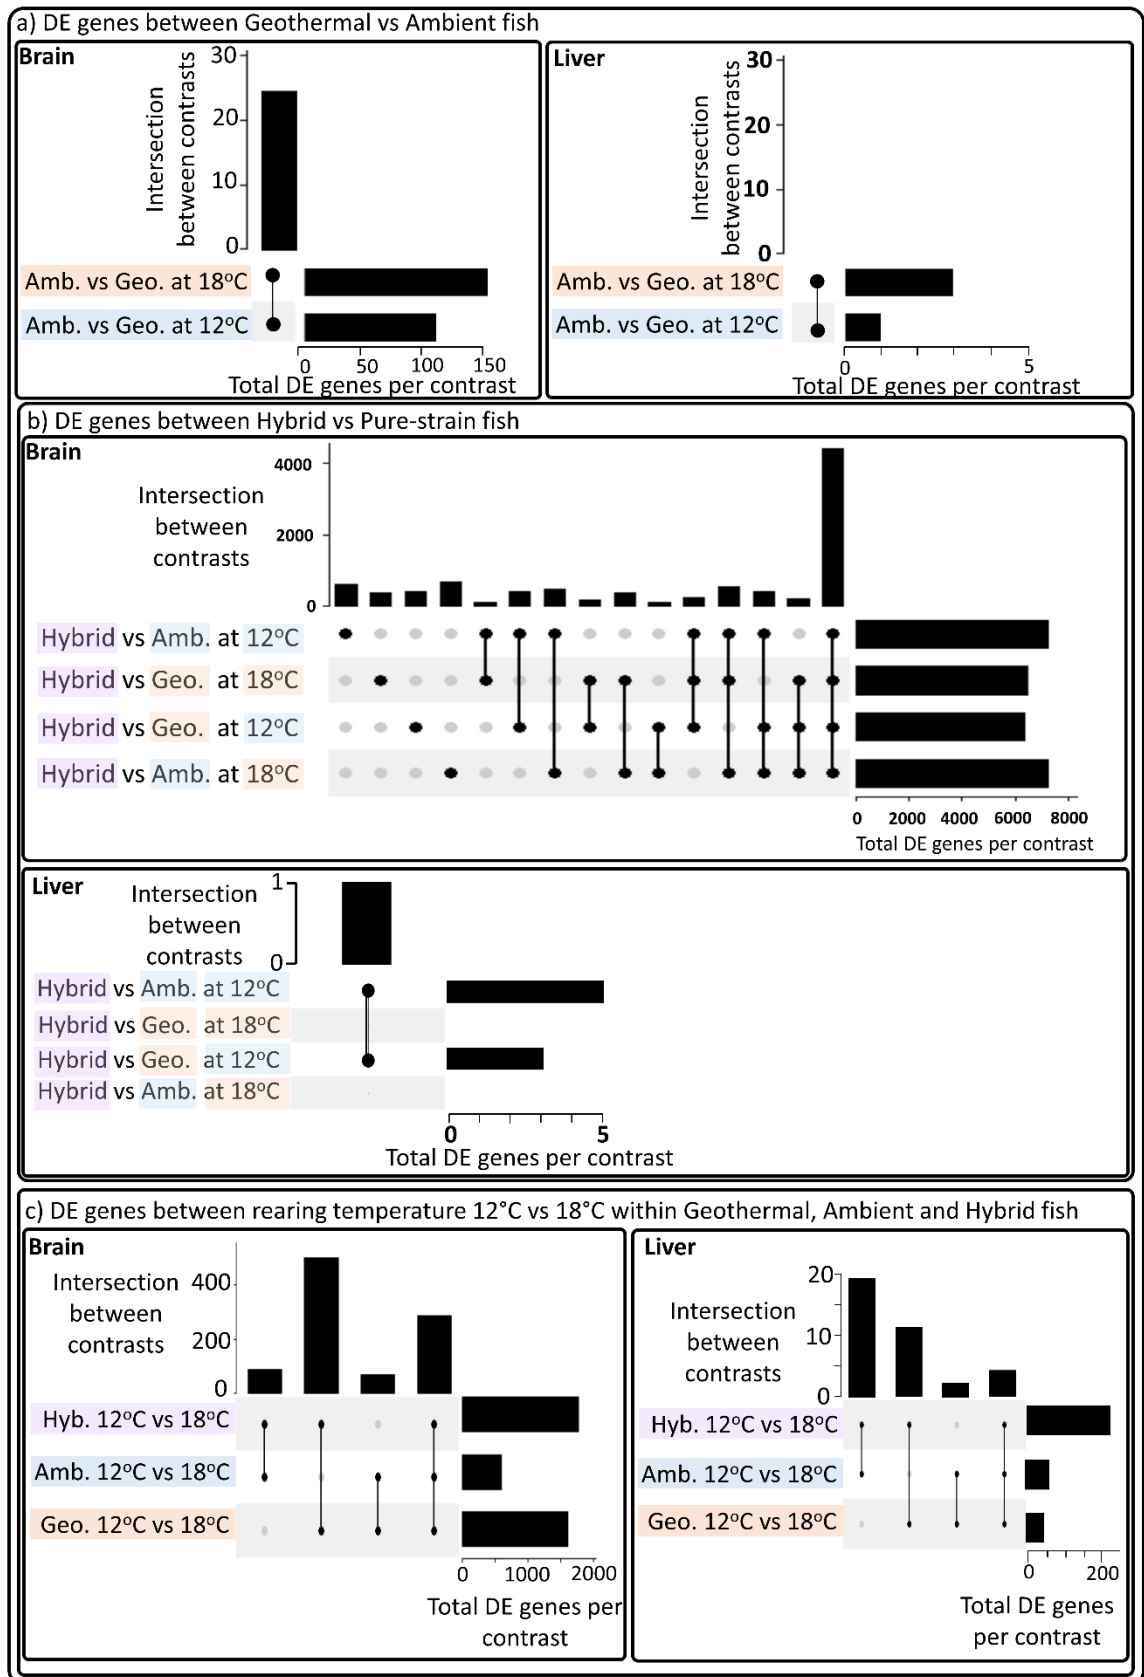 a) DE genes between Geothermal vs Ambient fish
Brain
Intersection
between contrasts
30
20
10
0
Amb. vs Geo. at 18°C
Amb. vs Geo. at 12°C
0 50 100 150
Total DE genes per contrast
Liver
Intersection
between contrasts
30
20
10
0
Amb. vs Geo. at 18°C
Amb. vs Geo. at 12°C
0 5
Total DE genes per contrast
b) DE genes between Hybrid vs Pure-strain fish
Brain
Intersection
between
contrasts
4000
2000
0
Hybrid vs Amb. at 12°C
Hybrid vs Geo. at 18°C
Hybrid vs Geo. at 12°C
Hybrid vs Amb. at 18°C
0 2000 4000 6000 8000
Total DE genes per contrast
Liver
Intersection
between
contrasts
1
0
Hybrid vs Amb. at 12°C
Hybrid vs Geo. at 18°C
Hybrid vs Geo. at 12°C
Hybrid vs Amb. at 18°C
0 5
Total DE genes per contrast
c) DE genes between rearing temperature 12°C vs 18°C within Geothermal, Ambient and Hybrid fish
Brain
Intersection
between
contrasts
400
200
0
Hyb. 12°C vs 18°C
Amb. 12°C vs 18°C
Geo. 12°C vs 18°C
0 1000 2000
Total DE genes per
contrast
Liver
Intersection
between
contrasts
20
10
0
Hyb. 12°C vs 18°C
Amb. 12°C vs 18°C
Geo. 12°C vs 18°C
0 200
Total DE genes
per contrast